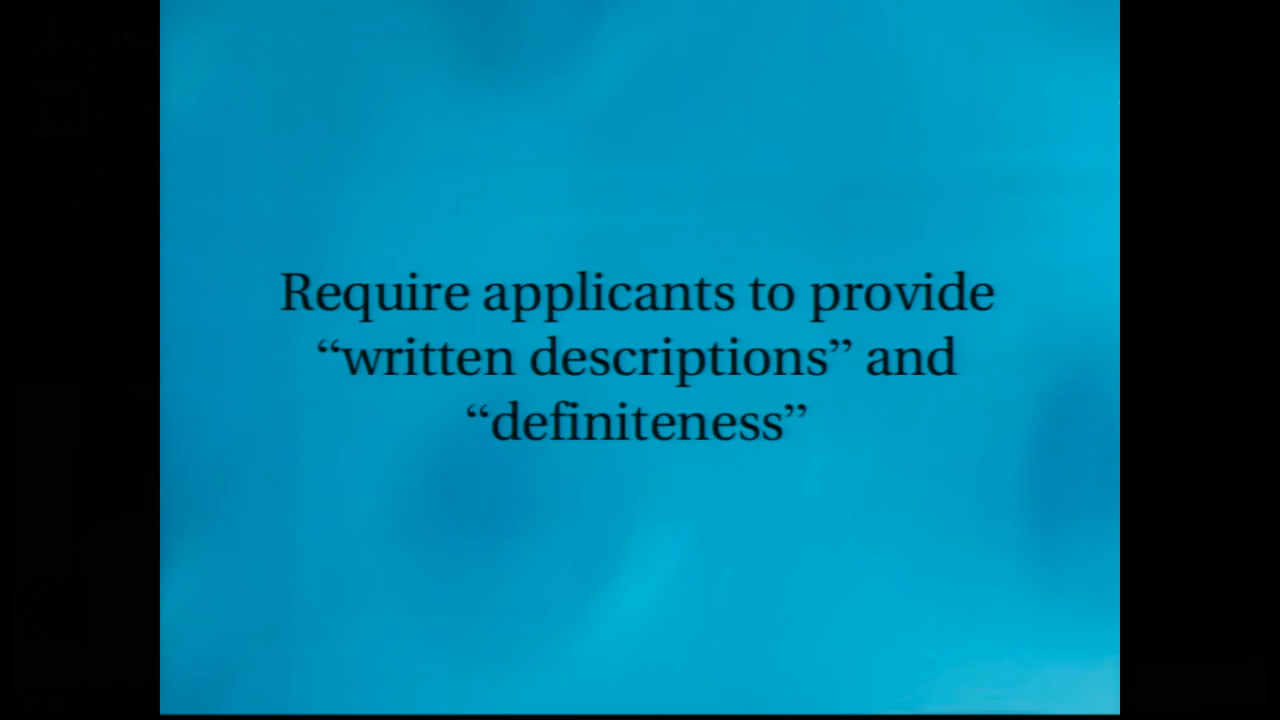 Require applicants to provide
“written descriptions” and
“definiteness”